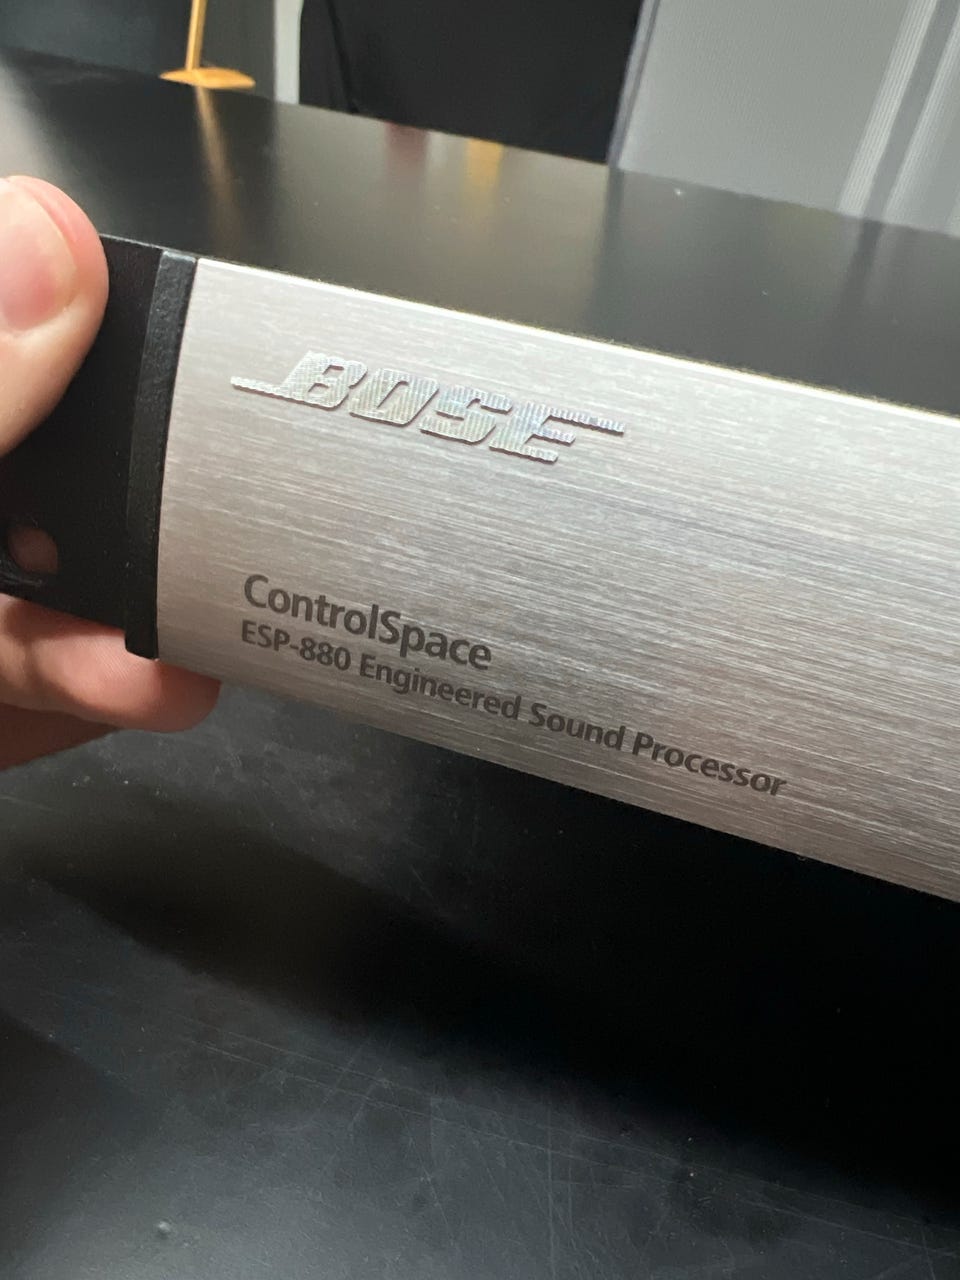 BOSE
ControlSpace
ESP-880 Engineered Sound Processor